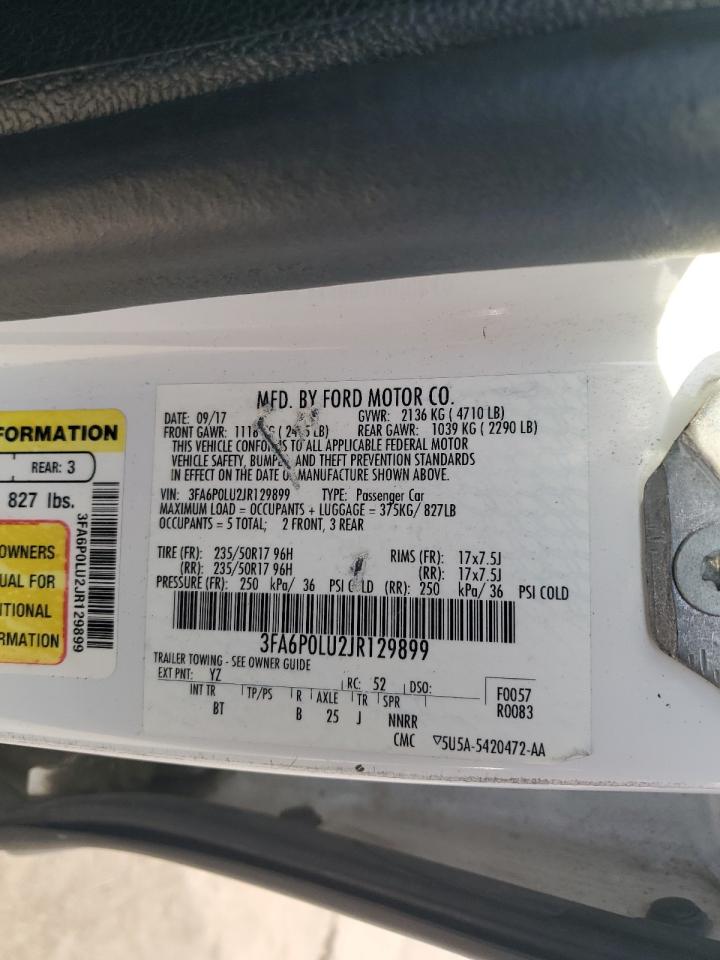 MFD. BY FORD MOTOR CO.
DATE: 09/17 GVWR: 2136 KG ( 4710 LB)
FRONT GAWR: 1116 LB) REAR GAWR: 1039 KG ( 2290 LB)
THIS VEHICLE CONFORMS TO ALL APPLICABLE FEDERAL MOTOR
VEHICLE SAFETY, BUMPER, AND THEFT PREVENTION STANDARDS
IN EFFECT ON THE DATE OF MANUFACTURE SHOWN ABOVE.
VIN: 3FA6P0LU2JR129899 TYPE: Passenger Car
MAXIMUM LOAD = OCCUPANTS + LUGGAGE = 375KG/ 827LB
OCCUPANTS = 5 TOTAL; 2 FRONT, 3 REAR
TIRE (FR): 235/50R17 96H RIMS (FR): 17x7.5J
(RR): 235/50R17 96H (RR): 17x7.5J
PRESSURE (FR): 250 kPa/ 36 PSI COLD (RR): 250 kPa/ 36 PSI COLD
3FA6P0LU2JR129899
TRAILER TOWING - SEE OWNER GUIDE
EXT PNT: YZ RC: 52 DSO: F0057
INT TR TP/PS R AXLE TR SPR R0083
BT B 25 J NNRR
CMC ▽5U5A-5420472-AA
FORMATION
REAR: 3
827 lbs.
OWNERS
UAL FOR
ITIONAL
RMATION
3FA6P0LU2JR129899